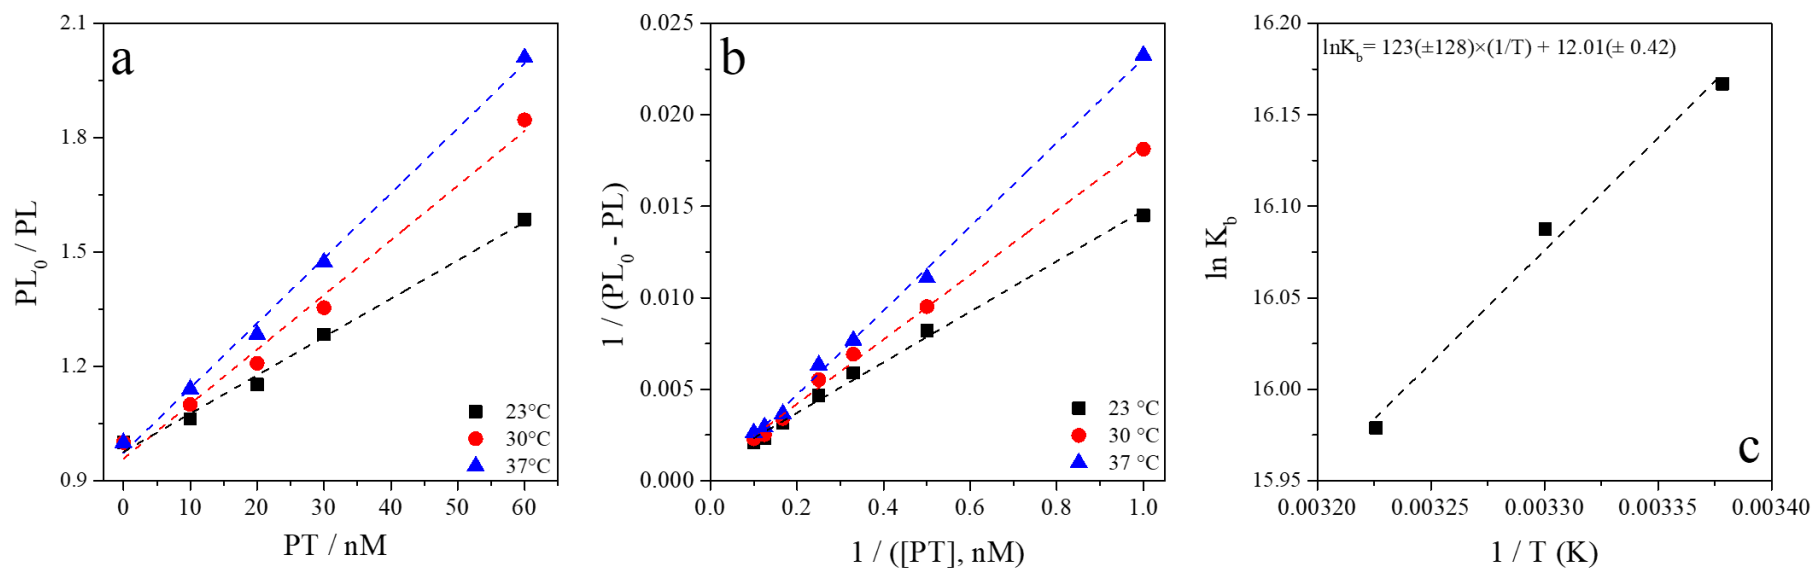 a
2.1
1.8
1.5
1.2
0.9
PL₀ / PL
0
10
20
30
40
50
60
PT / nM
23°C
30°C
37°C
b
0.025
0.020
0.015
0.010
0.005
0.000
1 / (PL₀ - PL)
0.0
0.2
0.4
0.6
0.8
1.0
1 / ([PT], nM)
23 °C
30 °C
37 °C
lnK_b= 123(±128)×(1/T) + 12.01(± 0.42)
16.20
16.15
16.10
16.05
16.00
15.95
ln K_b
c
0.00320
0.00325
0.00330
0.00335
0.00340
1 / T (K)